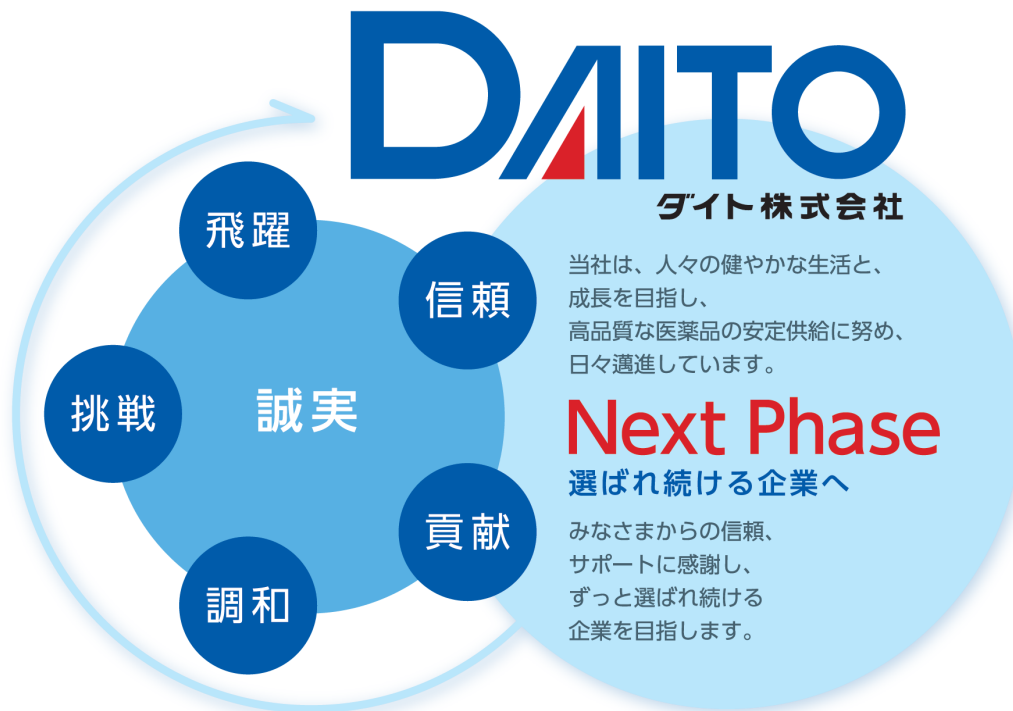 DAITO
ダイト株式会社
飛躍
信頼
挑戦
誠実
貢献
調和
当社は、人々の健やかな生活と、
成長を目指し、
高品質な医薬品の安定供給に努め、
日々邁進しています。
Next Phase
選ばれ続ける企業へ
みなさまからの信頼、
サポートに感謝し、
ずっと選ばれ続ける
企業を目指します。